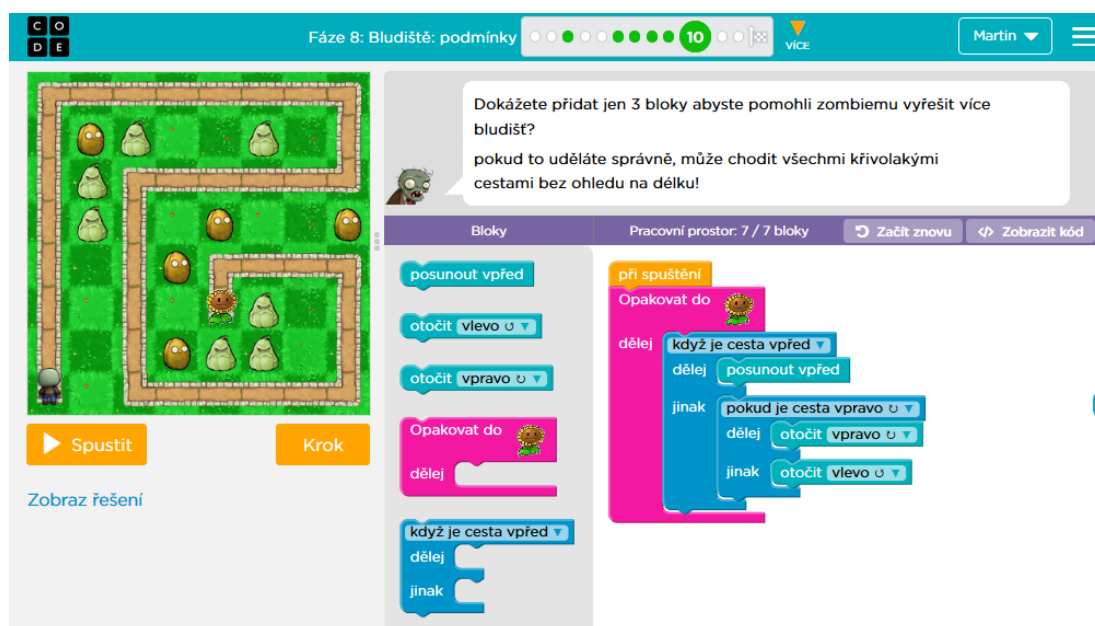 C O
D E
Fáze 8: Bludiště: podmínky
10
VÍCE
Martin
Dokážete přidat jen 3 bloky abyste pomohli zombiemu vyřešit více
bludišť?
pokud to uděláte správně, může chodit všechmi křivolakými
cestami bez ohledu na délku!
Bloky
Pracovní prostor: 7 / 7 bloky
Začít znovu
Zobrazit kód
posunout vpřed
otočit vlevo ↺
otočit vpravo ↻
Opakovat do
dělej
když je cesta vpřed
dělej
jinak
při spuštění
Opakovat do
dělej
když je cesta vpřed
dělej
posunout vpřed
jinak
pokud je cesta vpravo ↻
dělej
otočit vpravo ↻
jinak
otočit vlevo ↺
Spustit
Krok
Zobraz řešení